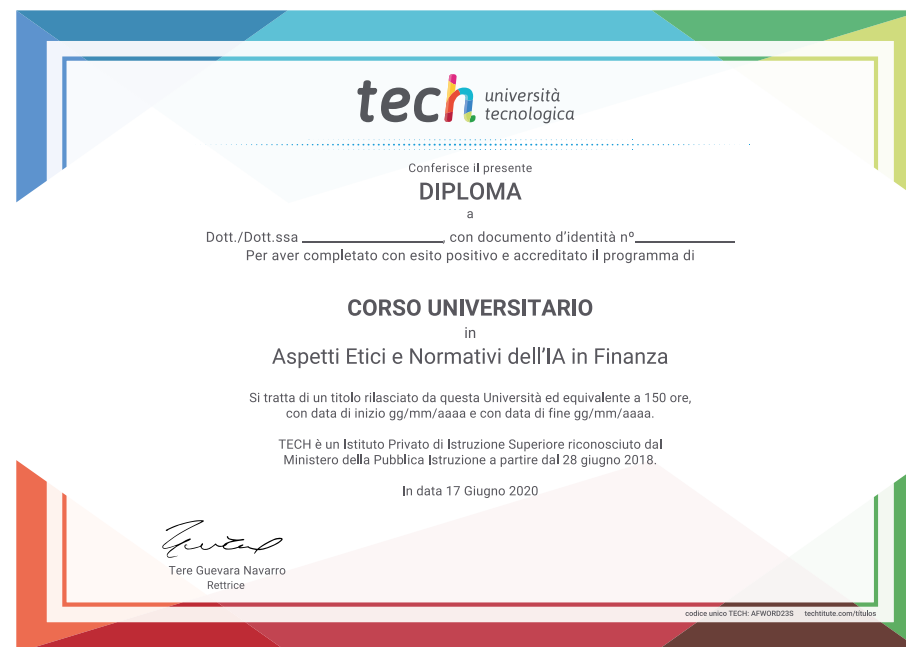 tech università
tecnologica
Conferisce il presente
DIPLOMA
a
Dott./Dott.ssa ________________, con documento d'identità nº____________
Per aver completato con esito positivo e accreditato il programma di
CORSO UNIVERSITARIO
in
Aspetti Etici e Normativi dell'IA in Finanza
Si tratta di un titolo rilasciato da questa Università ed equivalente a 150 ore,
con data di inizio gg/mm/aaaa e con data di fine gg/mm/aaaa.
TECH è un Istituto Privato di Istruzione Superiore riconosciuto dal
Ministero della Pubblica Istruzione a partire dal 28 giugno 2018.
In data 17 Giugno 2020
Tere Guevara Navarro
Rettrice
codice unico TECH: AFWORD23S techtitute.com/titulos